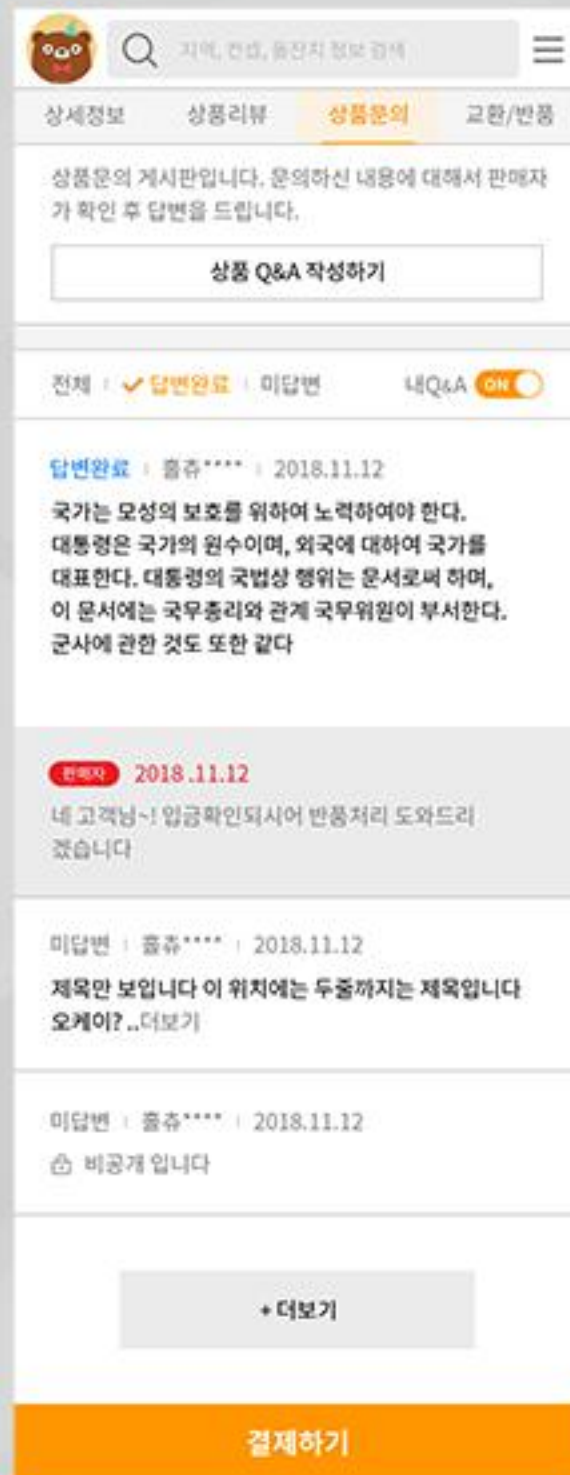 지역, 컨셉, 돌잔치 정보 검색
상세정보 상품리뷰 상품문의 교환/반품
상품문의 게시판입니다. 문의하신 내용에 대해서 판매자
가 확인 후 답변을 드립니다.
상품 Q&A 작성하기
전체 답변완료 미답변 내Q&A ON
답변완료 홀츄**** 2018.11.12
국가는 모성의 보호를 위하여 노력하여야 한다.
대통령은 국가의 원수이며, 외국에 대하여 국가를
대표한다. 대통령의 국법상 행위는 문서로써 하며,
이 문서에는 국무총리와 관계 국무위원이 부서한다.
군사에 관한 것도 또한 같다
판매자 2018.11.12
네 고객님~! 입금확인되시어 반품처리 도와드리
겠습니다
미답변 홀츄**** 2018.11.12
제목만 보입니다 이 위치에는 두줄까지는 제목입니다
오케이? ..더보기
미답변 홀츄**** 2018.11.12
비공개 입니다
+ 더보기
결제하기